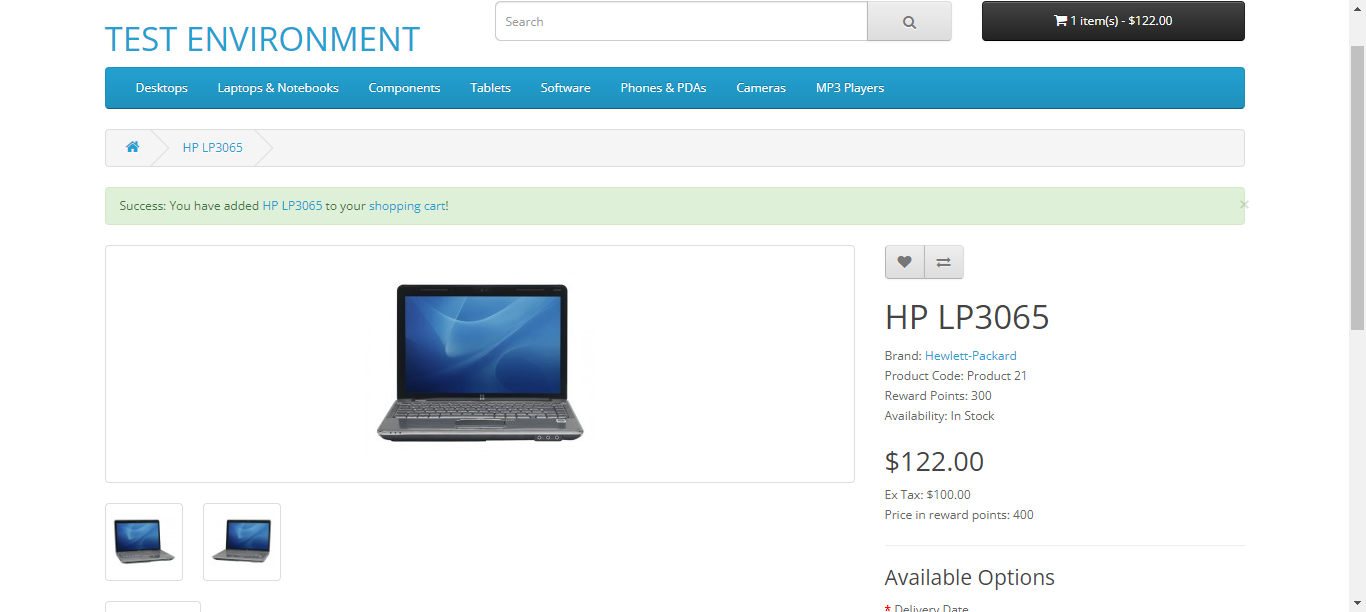 Search
1 item(s) - $122.00
TEST ENVIRONMENT
Desktops Laptops & Notebooks Components Tablets Software Phones & PDAs Cameras MP3 Players
HP LP3065
Success: You have added HP LP3065 to your shopping cart!
×
HP LP3065
Brand: Hewlett-Packard
Product Code: Product 21
Reward Points: 300
Availability: In Stock
$122.00
Ex Tax: $100.00
Price in reward points: 400
Available Options
* Delivery Date